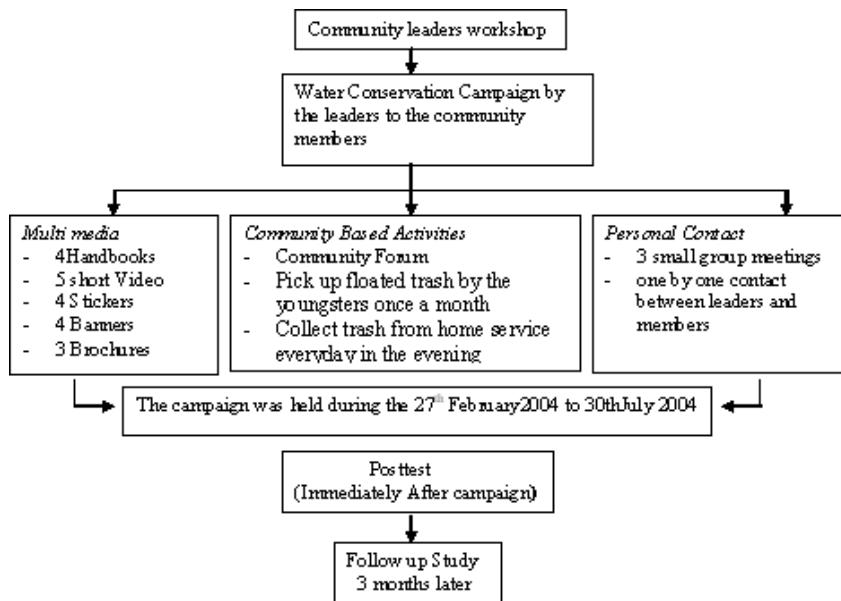 Community leaders workshop
Water Conservation Campaign by
the leaders to the community
members
Multi media
- 4Handbooks
- 5 short Video
- 4 Stickers
- 4 Banners
- 3 Brochures
Community Based Activities
- Community Forum
- Pick up floated trash by the
youngsters once a month
- Collect trash from home service
everyday in the evening
Personal Contact
- 3 small group meetings
- one by one contact
between leaders and
members
The campaign was held during the 27th February2004 to 30thJuly 2004
Posttest
(Immediately After campaign)
Follow up Study
3 months later